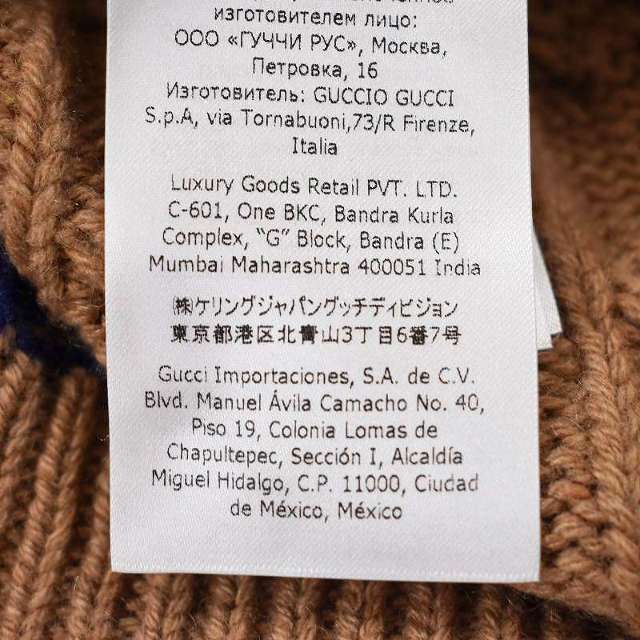 изготовителем лицо:
ООО «ГУЧЧИ РУС», Москва,
Петровка, 16
Изготовитель: GUCCIO GUCCI
S.p.A, via Tornabuoni,73/R Firenze,
Italia
Luxury Goods Retail PVT. LTD.
C-601, One BKC, Bandra Kurla
Complex, “G” Block, Bandra (E)
Mumbai Maharashtra 400051 India
㈱ケリングジャパングッチディビジョン
東京都港区北青山3丁目6番7号
Gucci Importaciones, S.A. de C.V.
Blvd. Manuel Ávila Camacho No. 40,
Piso 19, Colonia Lomas de
Chapultepec, Sección I, Alcaldía
Miguel Hidalgo, C.P. 11000, Ciudad
de México, México